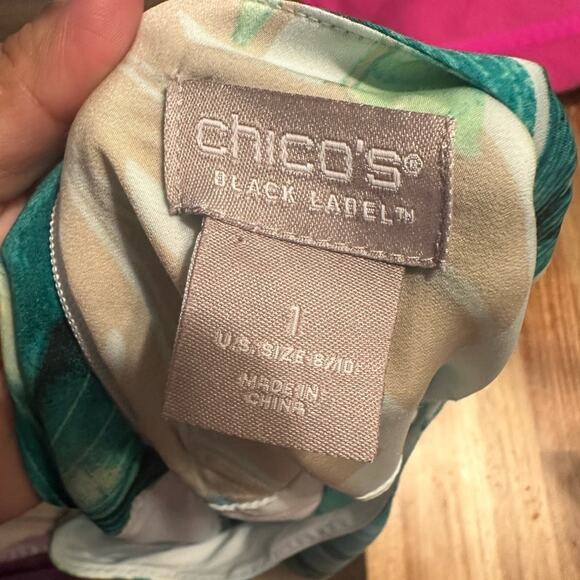 chico's®
BLACK LABEL™
1
U.S. SIZE 8/10
MADE IN
CHINA